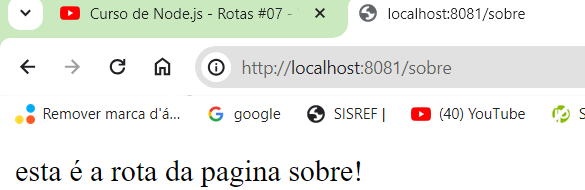 Curso de Node.js - Rotas #07 -
localhost:8081/sobre
http://localhost:8081/sobre
Remover marca d'á... google SISREF | (40) YouTube S
esta é a rota da pagina sobre!